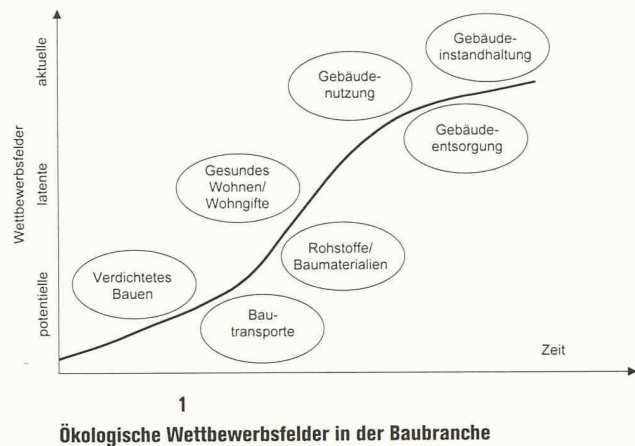 Wettbewerbsfelder
aktuelle
latente
potentielle
Gebäude-
instandhaltung
Gebäude-
nutzung
Gebäude-
entsorgung
Gesundes
Wohnen/
Wohngifte
Rohstoffe/
Baumaterialien
Verdichtetes
Bauen
Bau-
transporte
Zeit
1
Ökologische Wettbewerbsfelder in der Baubranche